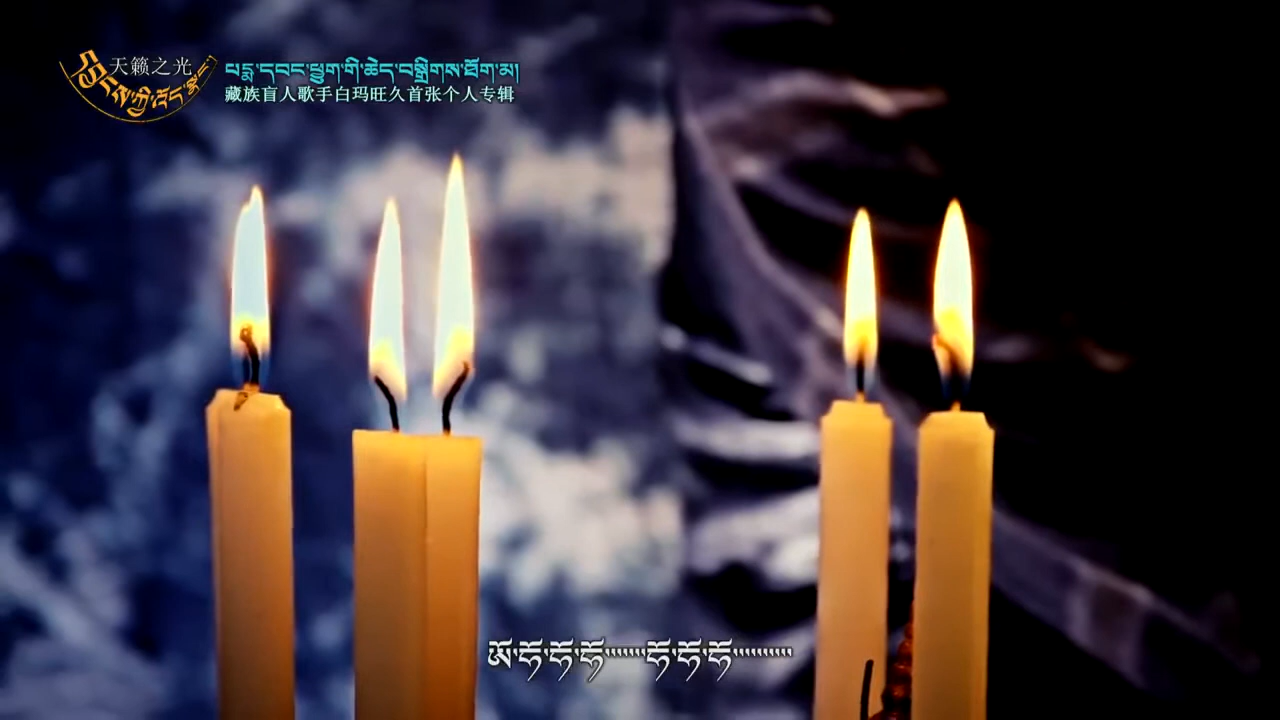 天籁之光
པདྨ་དབང་ཕྱུག་གི་ཆེད་བསྒྲིགས་ཐོག་མ།
藏族盲人歌手白玛旺久首张个人专辑
ཨོ་ཧོ་ཧོ་ཧོ་་་་་་་་ཧོ་ཧོ་ཧོ་་་་་་་་་་་